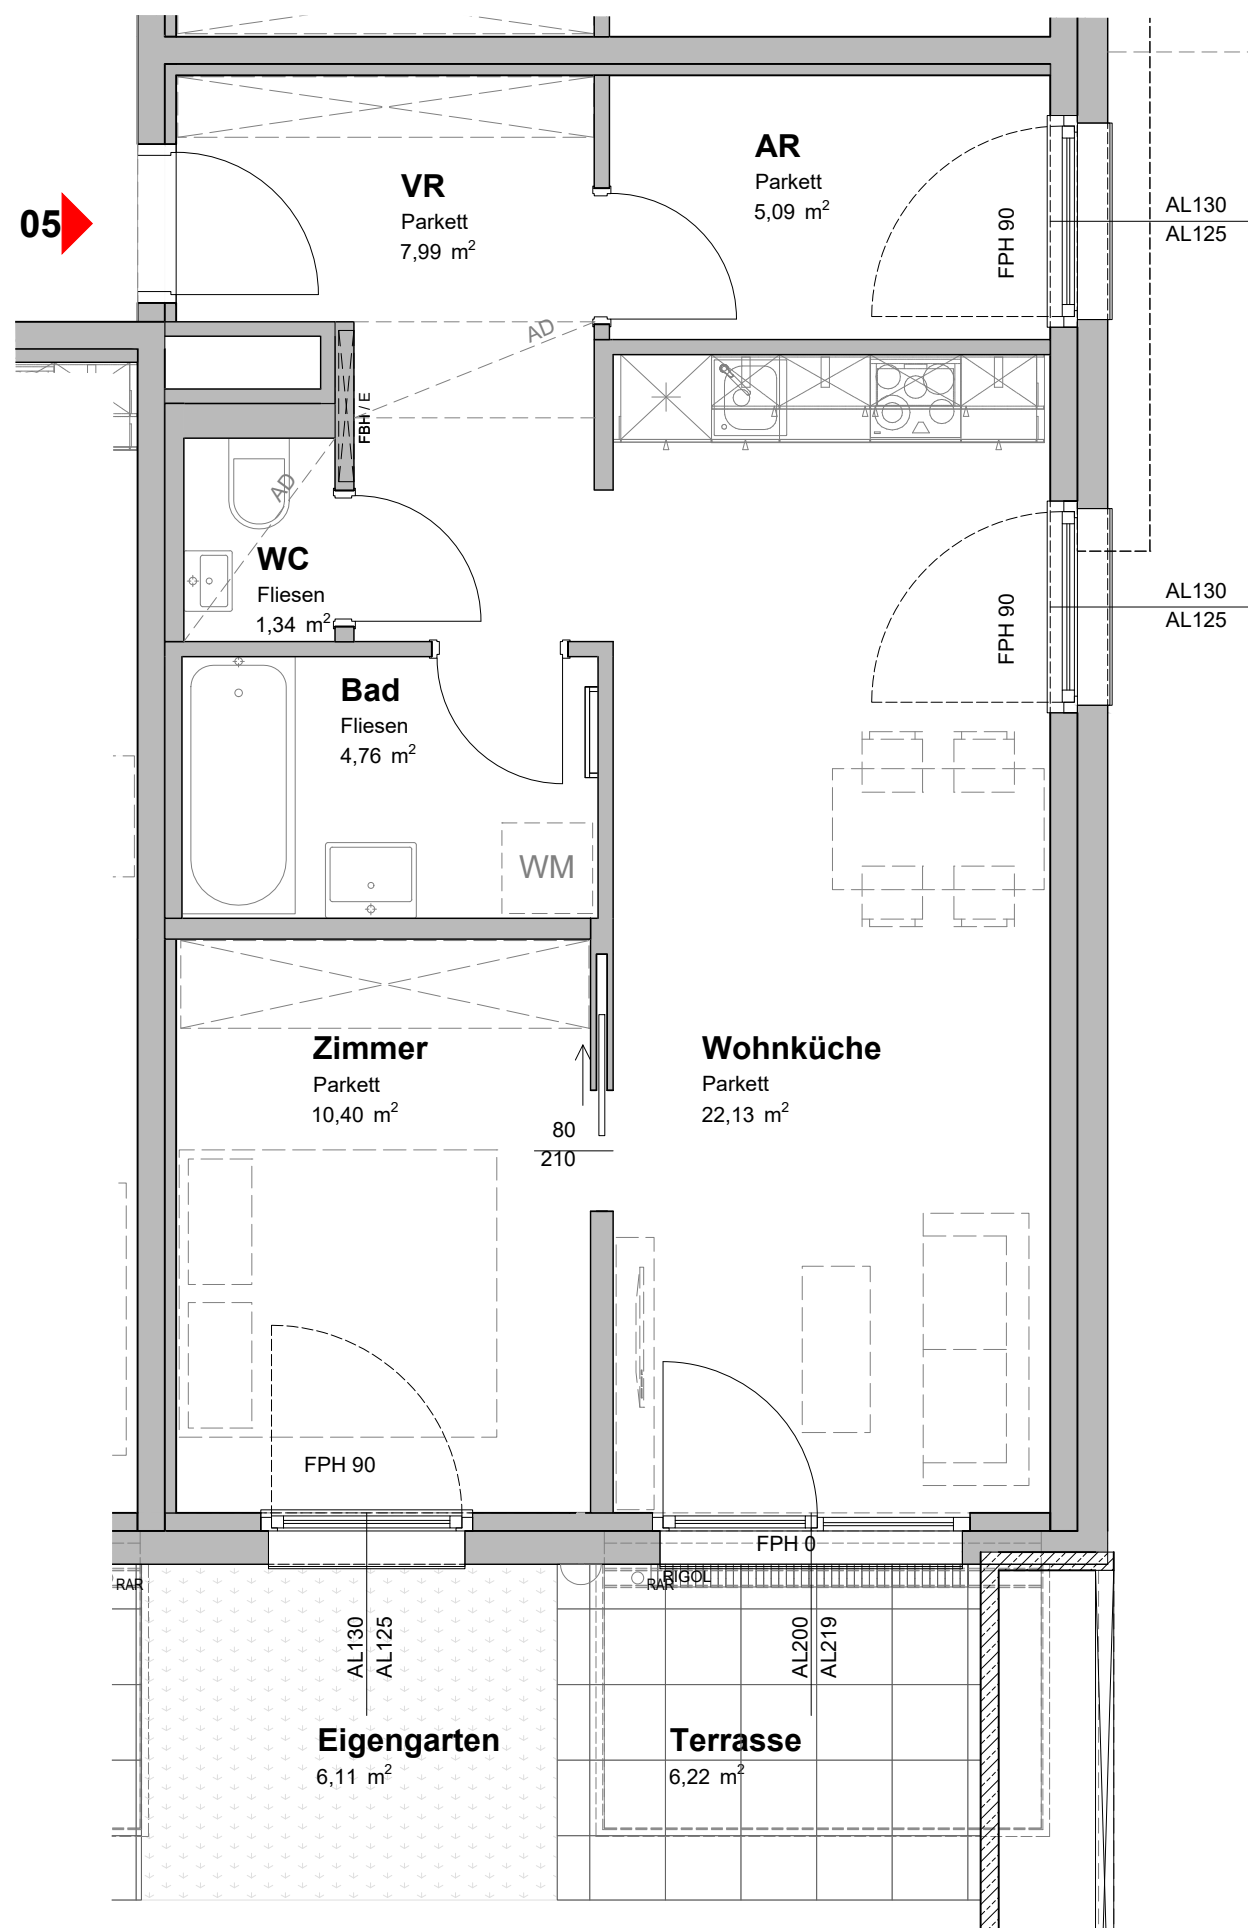 VR
Parkett
7,99 m²
AR
Parkett
5,09 m²
FPH 90
AL130
AL125
05
AD
FBH / E
AD
WC
Fliesen
1,34 m²
FPH 90
AL130
AL125
Bad
Fliesen
4,76 m²
WM
Zimmer
Parkett
10,40 m²
Wohnküche
Parkett
22,13 m²
80
210
FPH 90
FPH 0
RAR
RAR
RIGOL
AL130
AL125
AL200
AL219
Eigengarten
6,11 m²
Terrasse
6,22 m²